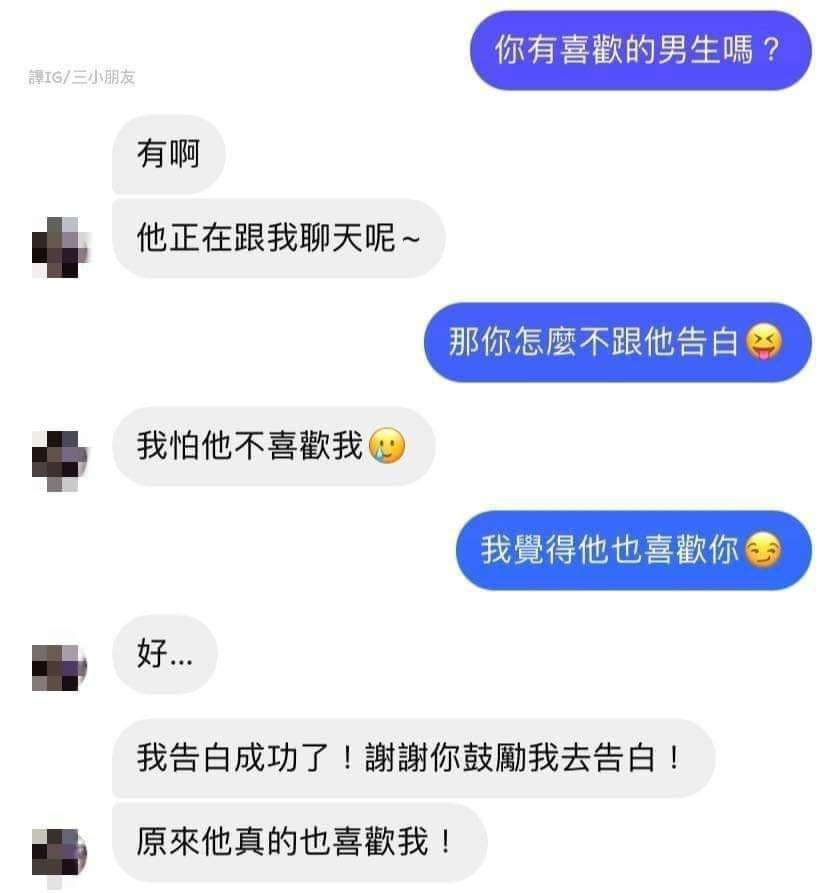 你有喜歡的男生嗎？
譚IG/三小朋友
有啊
他正在跟我聊天呢～
那你怎麼不跟他告白😝
我怕他不喜歡我🥲
我覺得他也喜歡你😏
好...
我告白成功了！謝謝你鼓勵我去告白！
原來他真的也喜歡我！